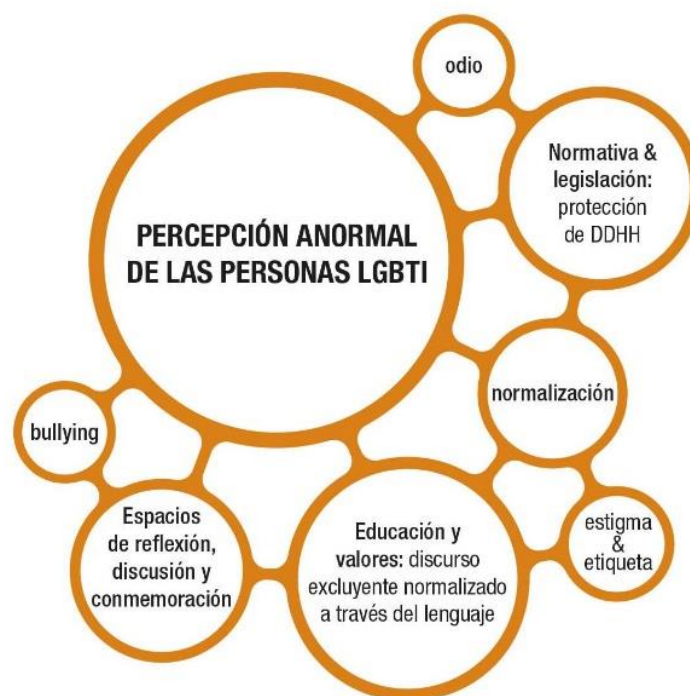 odio
Normativa &
legislación:
protección
de DDHH
PERCEPCIÓN ANORMAL
DE LAS PERSONAS LGBTI
normalización
bullying
estigma
&
etiqueta
Espacios
de reflexión,
discusión y
conmemoración
Educación y
valores: discurso
excluyente normalizado
a través del lenguaje